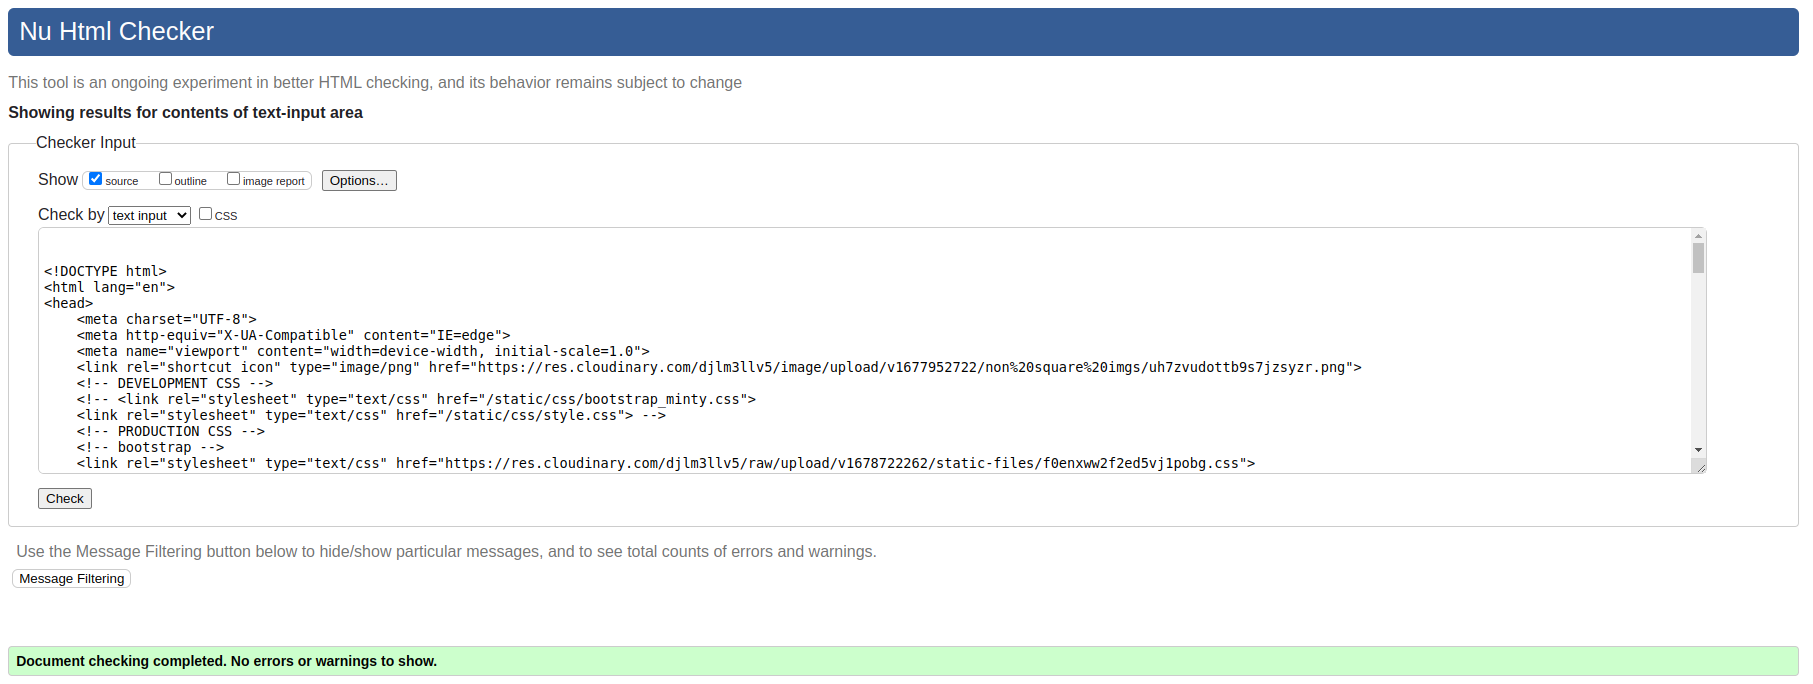 Nu Html Checker
This tool is an ongoing experiment in better HTML checking, and its behavior remains subject to change
Showing results for contents of text-input area
Checker Input
Show source outline image report Options...
Check by text input CSS
<!DOCTYPE html>
<html lang="en">
<head>
    <meta charset="UTF-8">
    <meta http-equiv="X-UA-Compatible" content="IE=edge">
    <meta name="viewport" content="width=device-width, initial-scale=1.0">
    <link rel="shortcut icon" type="image/png" href="https://res.cloudinary.com/djlm3llv5/image/upload/v1677952722/non%20square%20imgs/uh7zvudottb9s7jzsyzr.png">
    <!-- DEVELOPMENT CSS -->
    <!-- <link rel="stylesheet" type="text/css" href="/static/css/bootstrap_minty.css">
    <link rel="stylesheet" type="text/css" href="/static/css/style.css"> -->
    <!-- PRODUCTION CSS -->
    <!-- bootstrap -->
    <link rel="stylesheet" type="text/css" href="https://res.cloudinary.com/djlm3llv5/raw/upload/v1678722262/static-files/f0enxww2f2ed5vj1pobg.css">
Check
Use the Message Filtering button below to hide/show particular messages, and to see total counts of errors and warnings.
Message Filtering
Document checking completed. No errors or warnings to show.